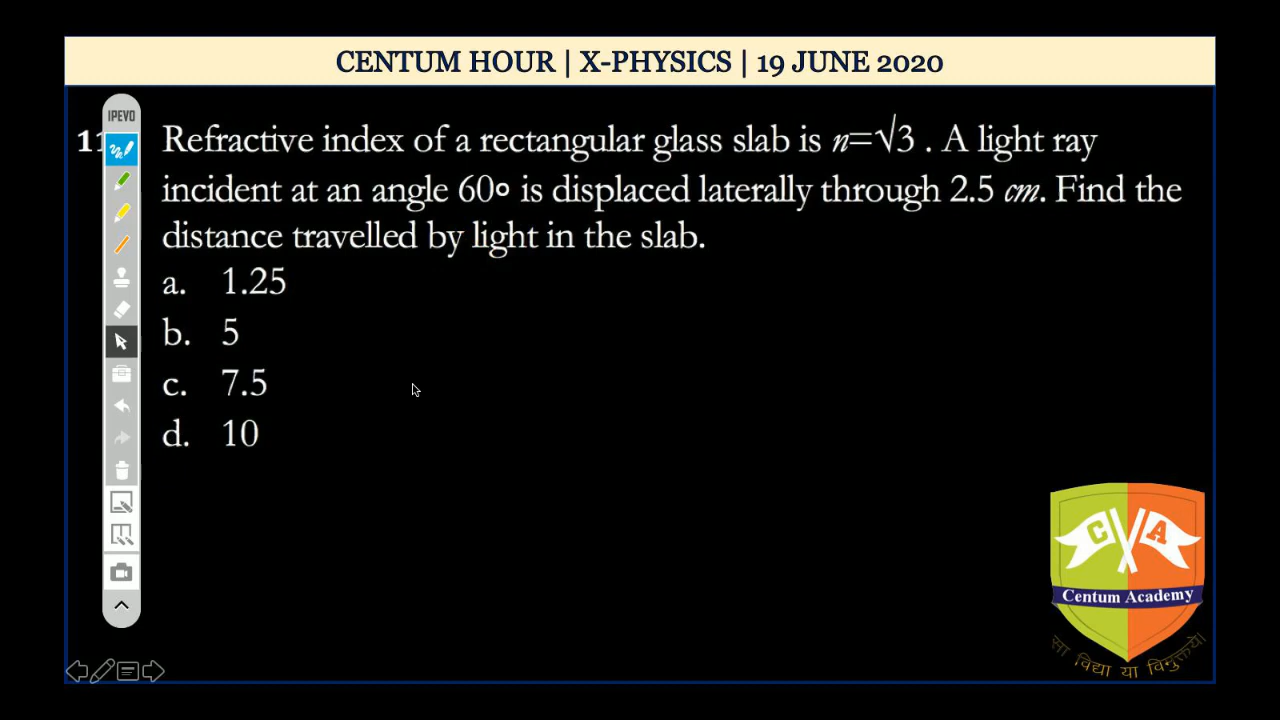 CENTUM HOUR | X-PHYSICS | 19 JUNE 2020
IPEVO
Refractive index of a rectangular glass slab is n=√3 . A light ray
incident at an angle 60o is displaced laterally through 2.5 cm. Find the
distance travelled by light in the slab.
a. 1.25
b. 5
c. 7.5
d. 10
C A
Centum Academy
सा विद्या या विमुक्तये।